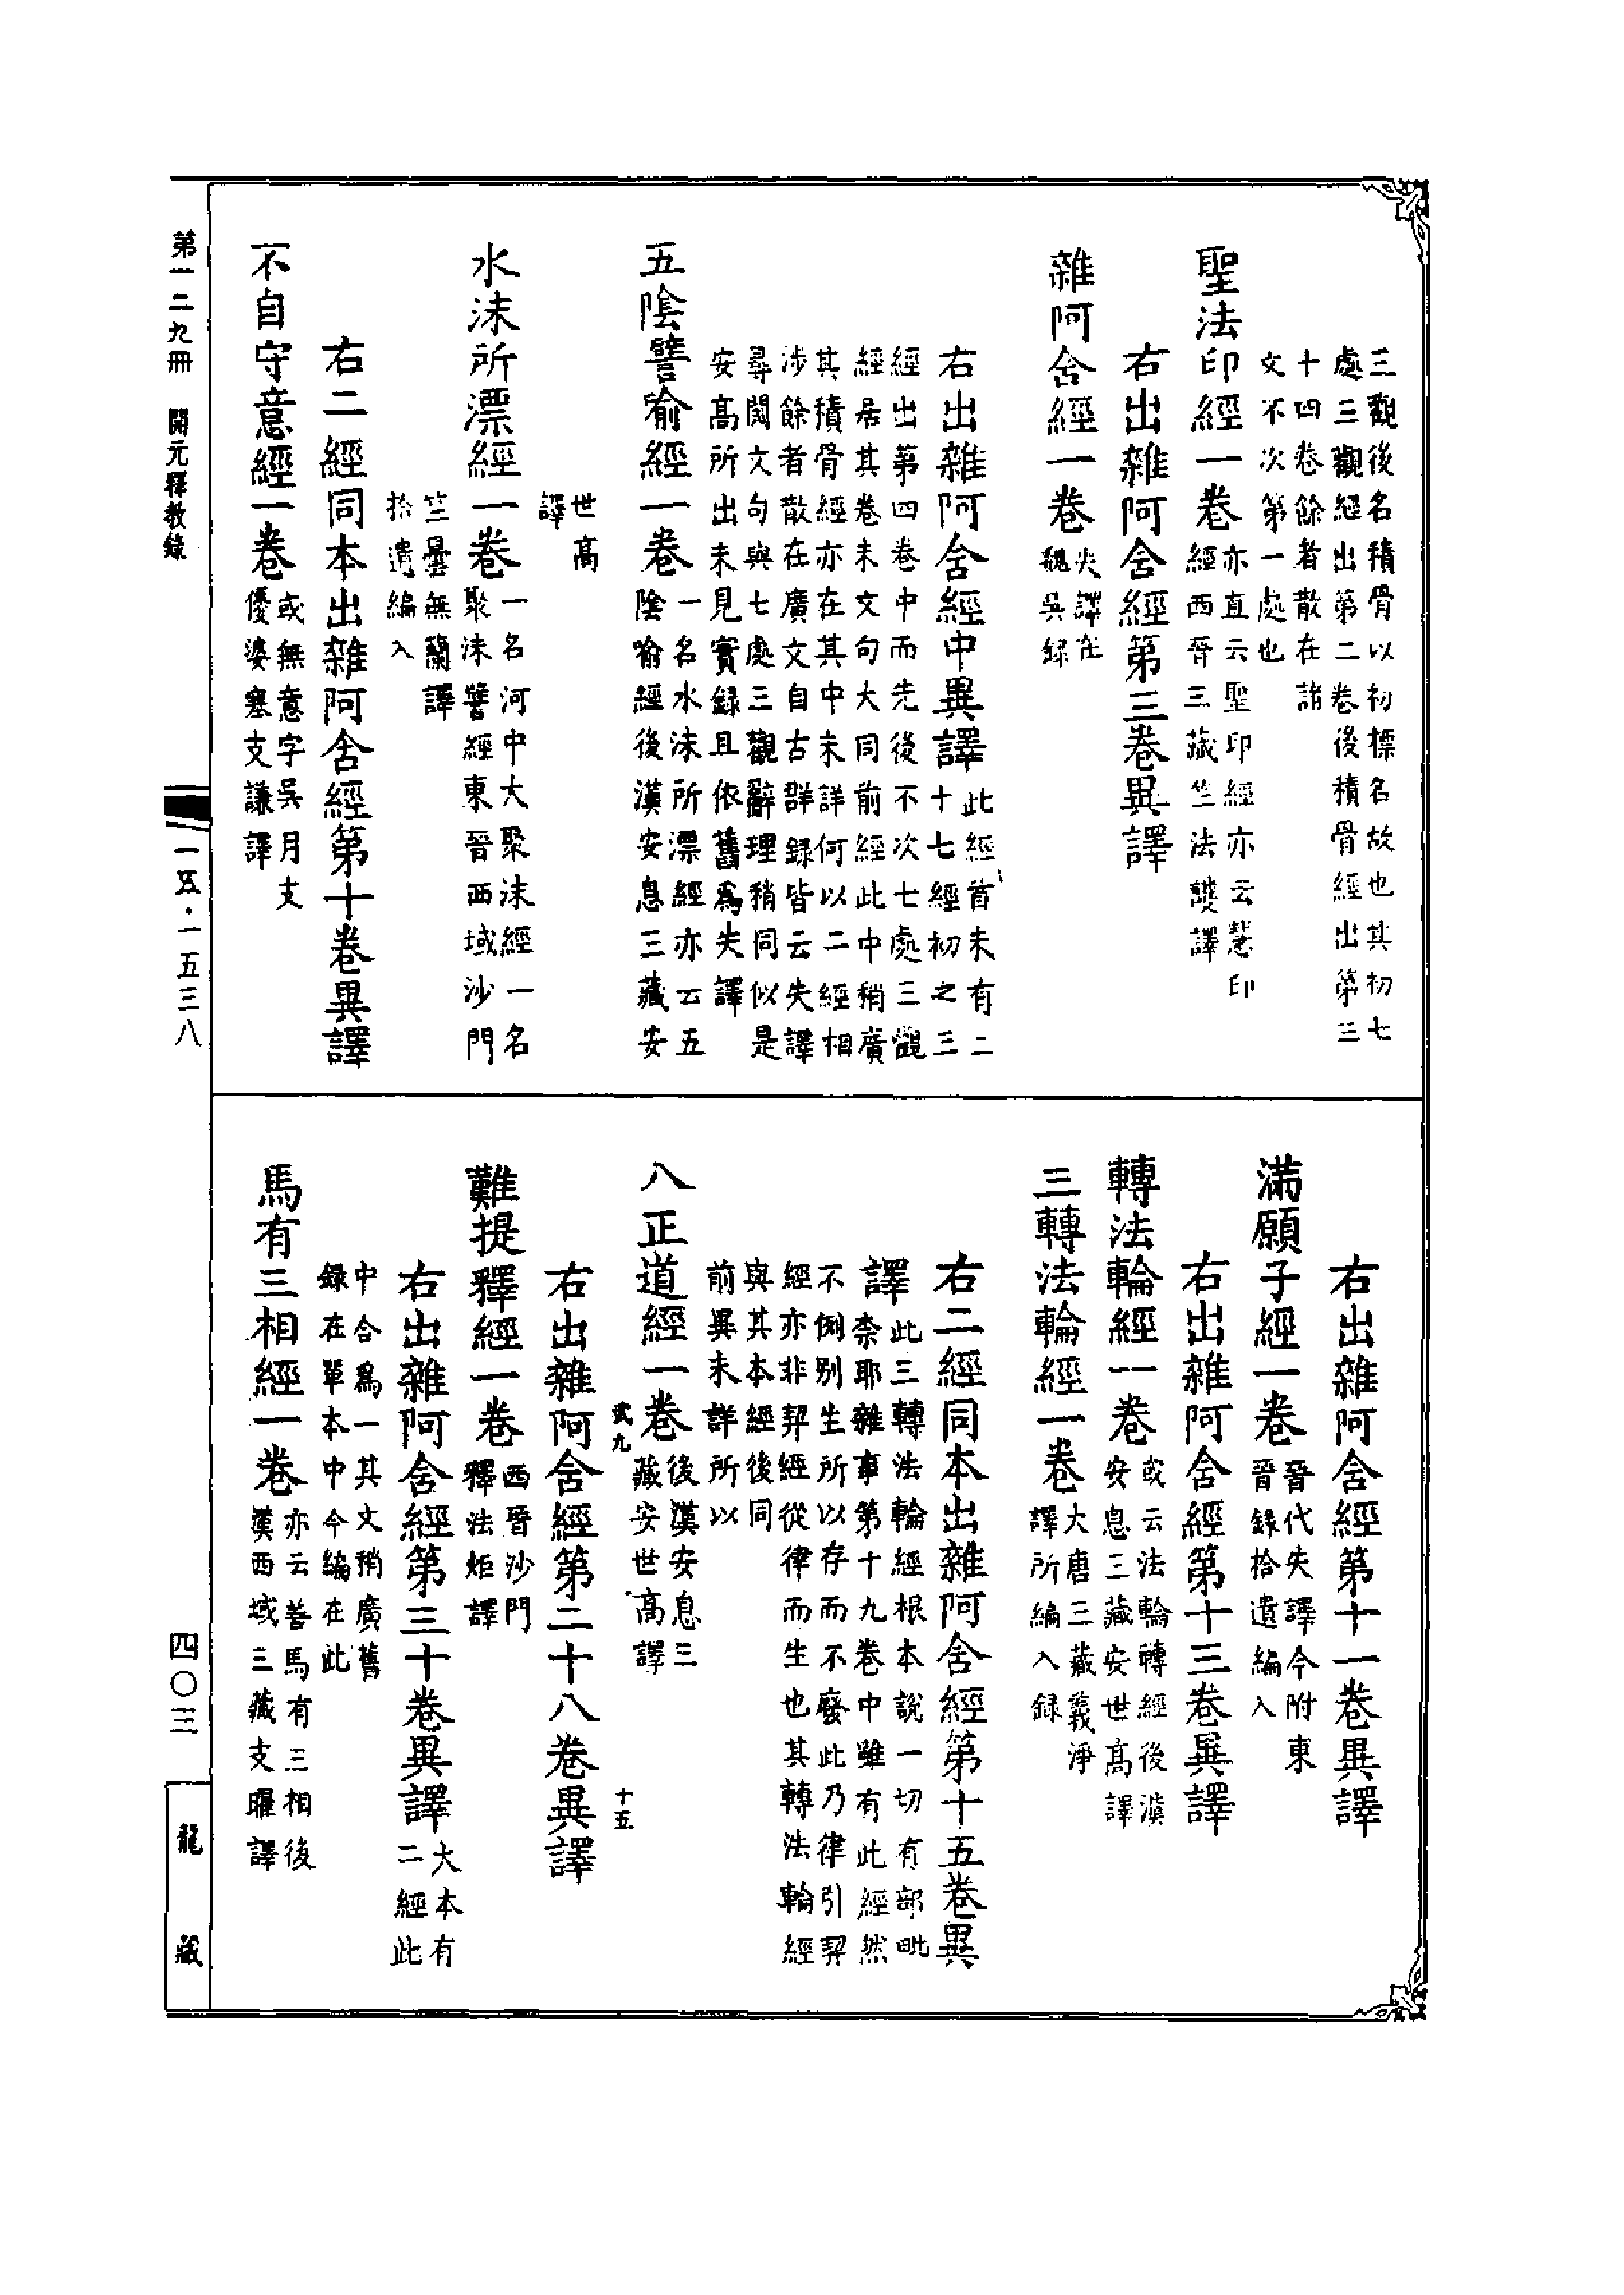 三觀後名積骨以初標名故也其初七
處三觀經出第二卷後積骨經出第三
十四卷餘者散在諸
文不次第一處也
聖法印經一卷亦直云聖印經亦云慧印
經西晉三藏竺法護譯
右出雜阿含經第三卷異譯
雜阿含經一卷失譯在
魏吳錄
右出雜阿含經中異譯此經首未有二
十七經初之三
經出第四卷中而先後不次七處三觀
經居其卷末文句大同前經此中稍廣
其積骨經亦在其中未詳何以二經相
涉餘者散在廣文自古群錄皆云失譯
尋閱文句與七處三觀辭理稍同似是
安高所出未見實錄且依舊為失譯
五陰譬喻經一卷一名水沫所漂經亦云五
陰喻經後漢安息三藏安
世高
譯
水沫所漂經一卷一名河中大聚沫經一名
聚沫譬經東晉西域沙門
竺曇無蘭譯
拾遺編入
右二經同本出雜阿含經第十卷異譯
不自守意經一卷或無意字吳月支
優婆塞支謙譯
右出雜阿含經第十一卷異譯
滿願子經一卷晉代失譯今附東
晉錄拾遺編入
右出雜阿含經第十三卷異譯
轉法輪經一卷或云法輪轉經後漢
安息三藏安世高譯
三轉法輪經一卷大唐三藏義淨
譯所編入錄
右二經同本出雜阿含經第十五卷異
譯此三轉法輪經根本說一切有部毗
奈耶雜事第十九卷中雖有此經然
不例別生所以存而不廢此乃律引契
經亦非契經從律而生也其轉法輪經
與其本經後同
前異未詳所以
八正道經一卷後漢安息三
藏安世高譯
貳九
十五
右出雜阿含經第二十八卷異譯
難提釋經一卷西晉沙門
釋法炬譯
右出雜阿含經第三十卷異譯大本有
二經此
中合為一其文稍廣舊
錄在單本中今編在此
馬有三相經一卷亦云善馬有三相後
漢西域三藏支曜譯
第一二九冊 開元釋教錄
一五·一五三八
四〇三
龍藏